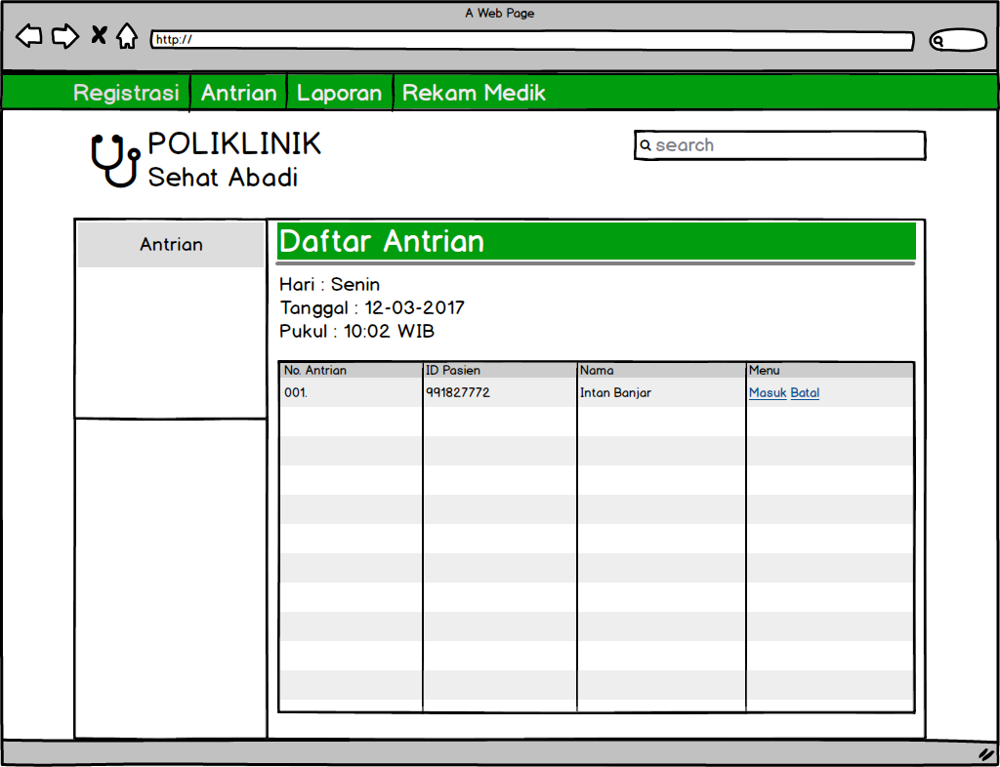 A Web Page
http://
Registrasi Antrian Laporan Rekam Medik
POLIKLINIK
Sehat Abadi
search
Antrian
Daftar Antrian
Hari : Senin
Tanggal : 12-03-2017
Pukul : 10:02 WIB
No. Antrian ID Pasien Nama Menu
001. 991827772 Intan Banjar Masuk Batal